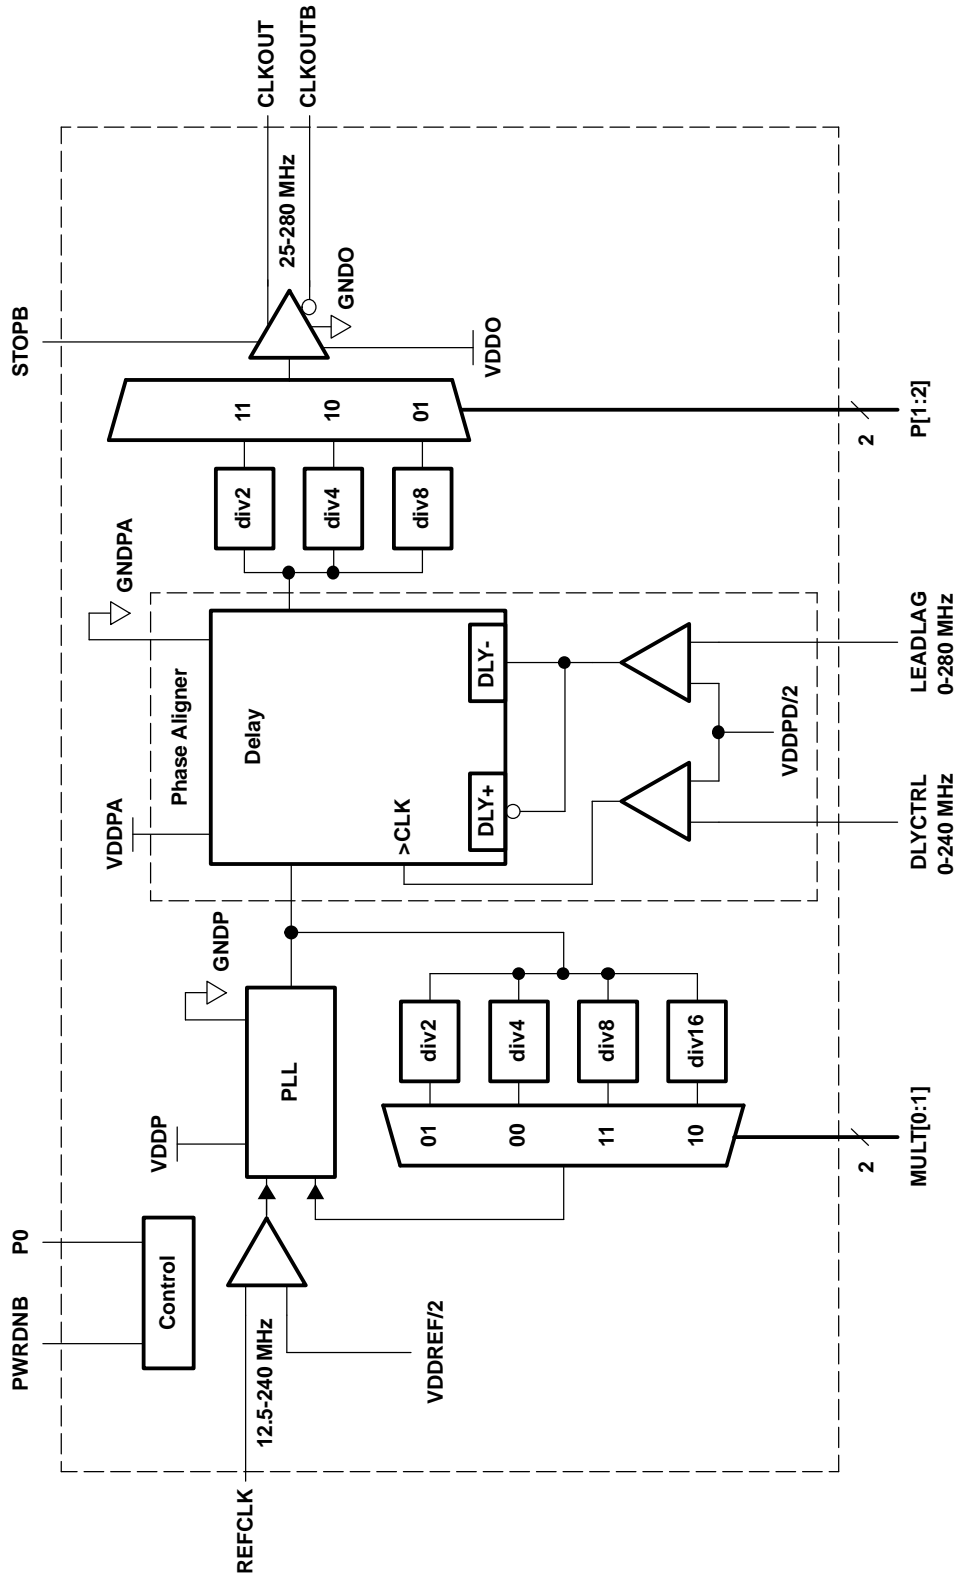 PWRDNB
P0
STOPB
Control
VDDP
GNDP
VDDPA
GNDPA
Phase Aligner
REFCLK
12.5-240 MHz
VDDREF/2
PLL
Delay
>CLK
DLY+
DLY-
div2
div4
div8
11
10
01
CLKOUT
25-280 MHz
CLKOUTB
GNDO
VDDO
01
00
11
10
div2
div4
div8
div16
VDDPD/2
2
2
MULT[0:1]
DLYCTRL
0-240 MHz
LEADLAG
0-280 MHz
P[1:2]